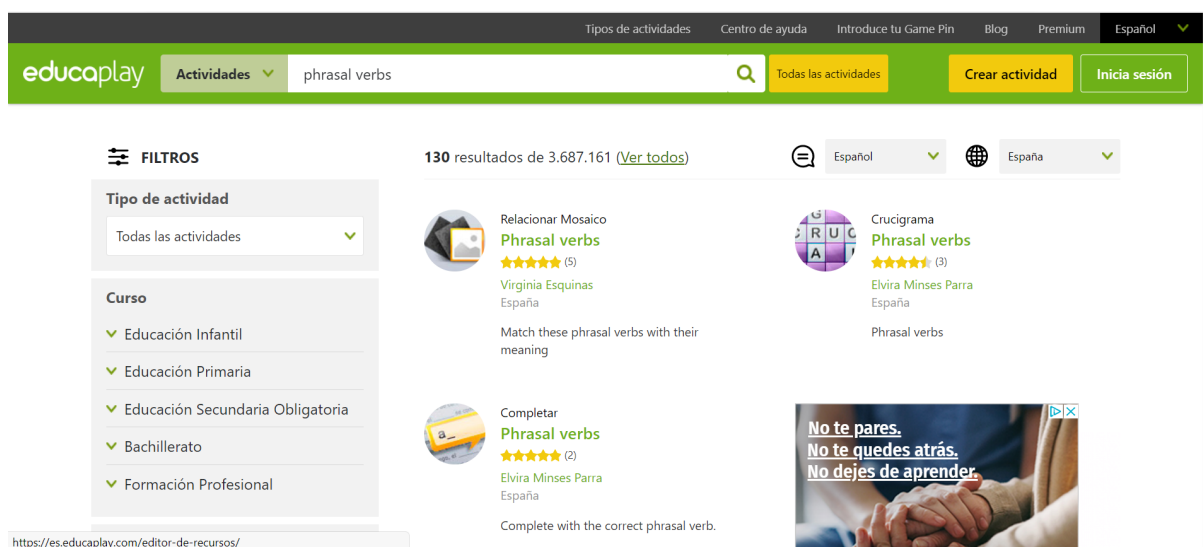 Tipos de actividades Centro de ayuda Introduce tu Game Pin Blog Premium Español
educaplay Actividades phrasal verbs Todas las actividades Crear actividad Inicia sesión
FILTROS
Tipo de actividad
Todas las actividades
Curso
Educación Infantil
Educación Primaria
Educación Secundaria Obligatoria
Bachillerato
Formación Profesional
130 resultados de 3.687.161 (Ver todos)
Español España
Relacionar Mosaico
Phrasal verbs
(5)
Virginia Esquinas
España
Match these phrasal verbs with their
meaning
G
R U C
A
Crucigrama
Phrasal verbs
(3)
Elvira Minses Parra
España
Phrasal verbs
a_
Completar
Phrasal verbs
(2)
Elvira Minses Parra
España
Complete with the correct phrasal verb.
No te pares.
No te quedes atrás.
No dejes de aprender.
https://es.educaplay.com/editor-de-recursos/